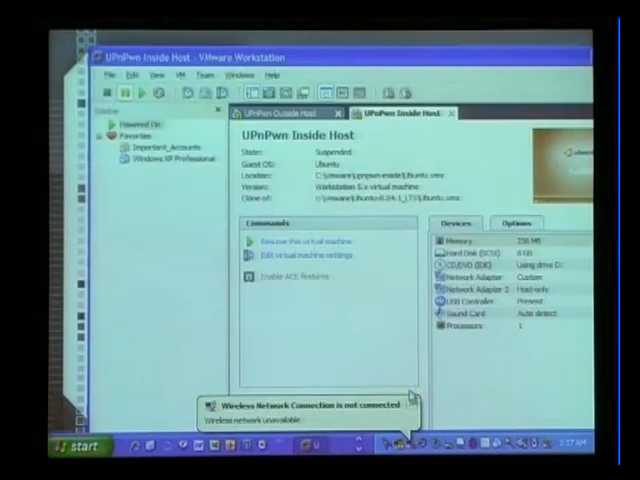 UPnPwn Inside Host - VMware Workstation
File Edit View VM Team Windows Help
Sidebar
Powered On
Favorites
Important_Accounts
Windows XP Professional
UPnPwn Outside Host
UPnPwn Inside Host
UPnPwn Inside Host
State: Suspended
Guest OS: Ubuntu
Location:
Version: Workstation 5.x virtual machine
Clone of:
Commands
Resume this virtual machine
Edit virtual machine settings
Enable ACE features
Devices
Options
Memory 256 MB
Hard Disk (SCSI) 8 GB
CD/DVD (IDE) Using drive D:
Network Adapter Custom
Network Adapter 2 Host-only
USB Controller Present
Sound Card Auto detect
Processors 1
Wireless Network Connection is not connected
Wireless network unavailable
start